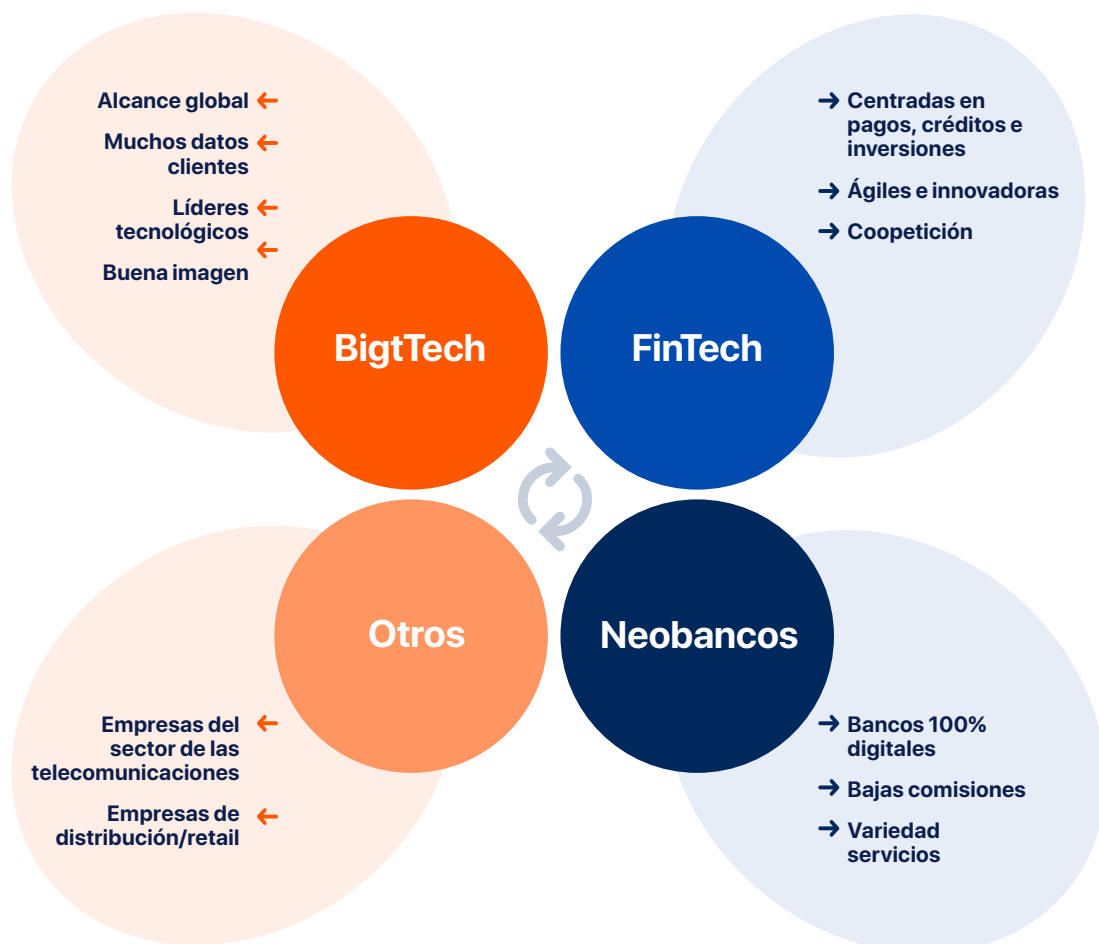 Alcance global
Muchos datos
clientes
Líderes
tecnológicos
Buena imagen
BigtTech
Centradas en
pagos, créditos e
inversiones
Ágiles e innovadoras
Coopetición
FinTech
Otros
Empresas del
sector de las
telecomunicaciones
Empresas de
distribución/retail
Neobancos
Bancos 100%
digitales
Bajas comisiones
Variedad
servicios